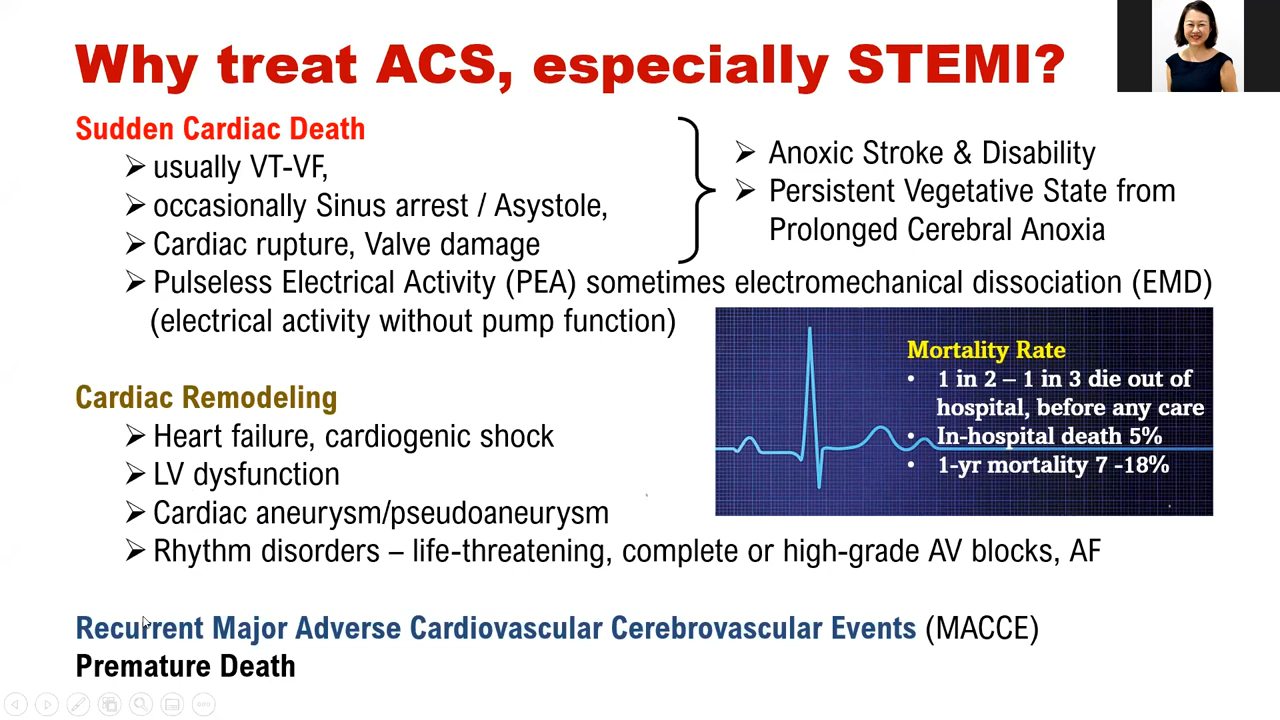 Why treat ACS, especially STEMI?
Sudden Cardiac Death
➢ usually VT-VF,
➢ occasionally Sinus arrest / Asystole,
➢ Cardiac rupture, Valve damage
➢ Pulseless Electrical Activity (PEA) sometimes electromechanical dissociation (EMD)
(electrical activity without pump function)
➢ Anoxic Stroke & Disability
➢ Persistent Vegetative State from
Prolonged Cerebral Anoxia
Mortality Rate
• 1 in 2 – 1 in 3 die out of
hospital, before any care
• In-hospital death 5%
• 1-yr mortality 7 -18%
Cardiac Remodeling
➢ Heart failure, cardiogenic shock
➢ LV dysfunction
➢ Cardiac aneurysm/pseudoaneurysm
➢ Rhythm disorders – life-threatening, complete or high-grade AV blocks, AF
Recurrent Major Adverse Cardiovascular Cerebrovascular Events (MACCE)
Premature Death